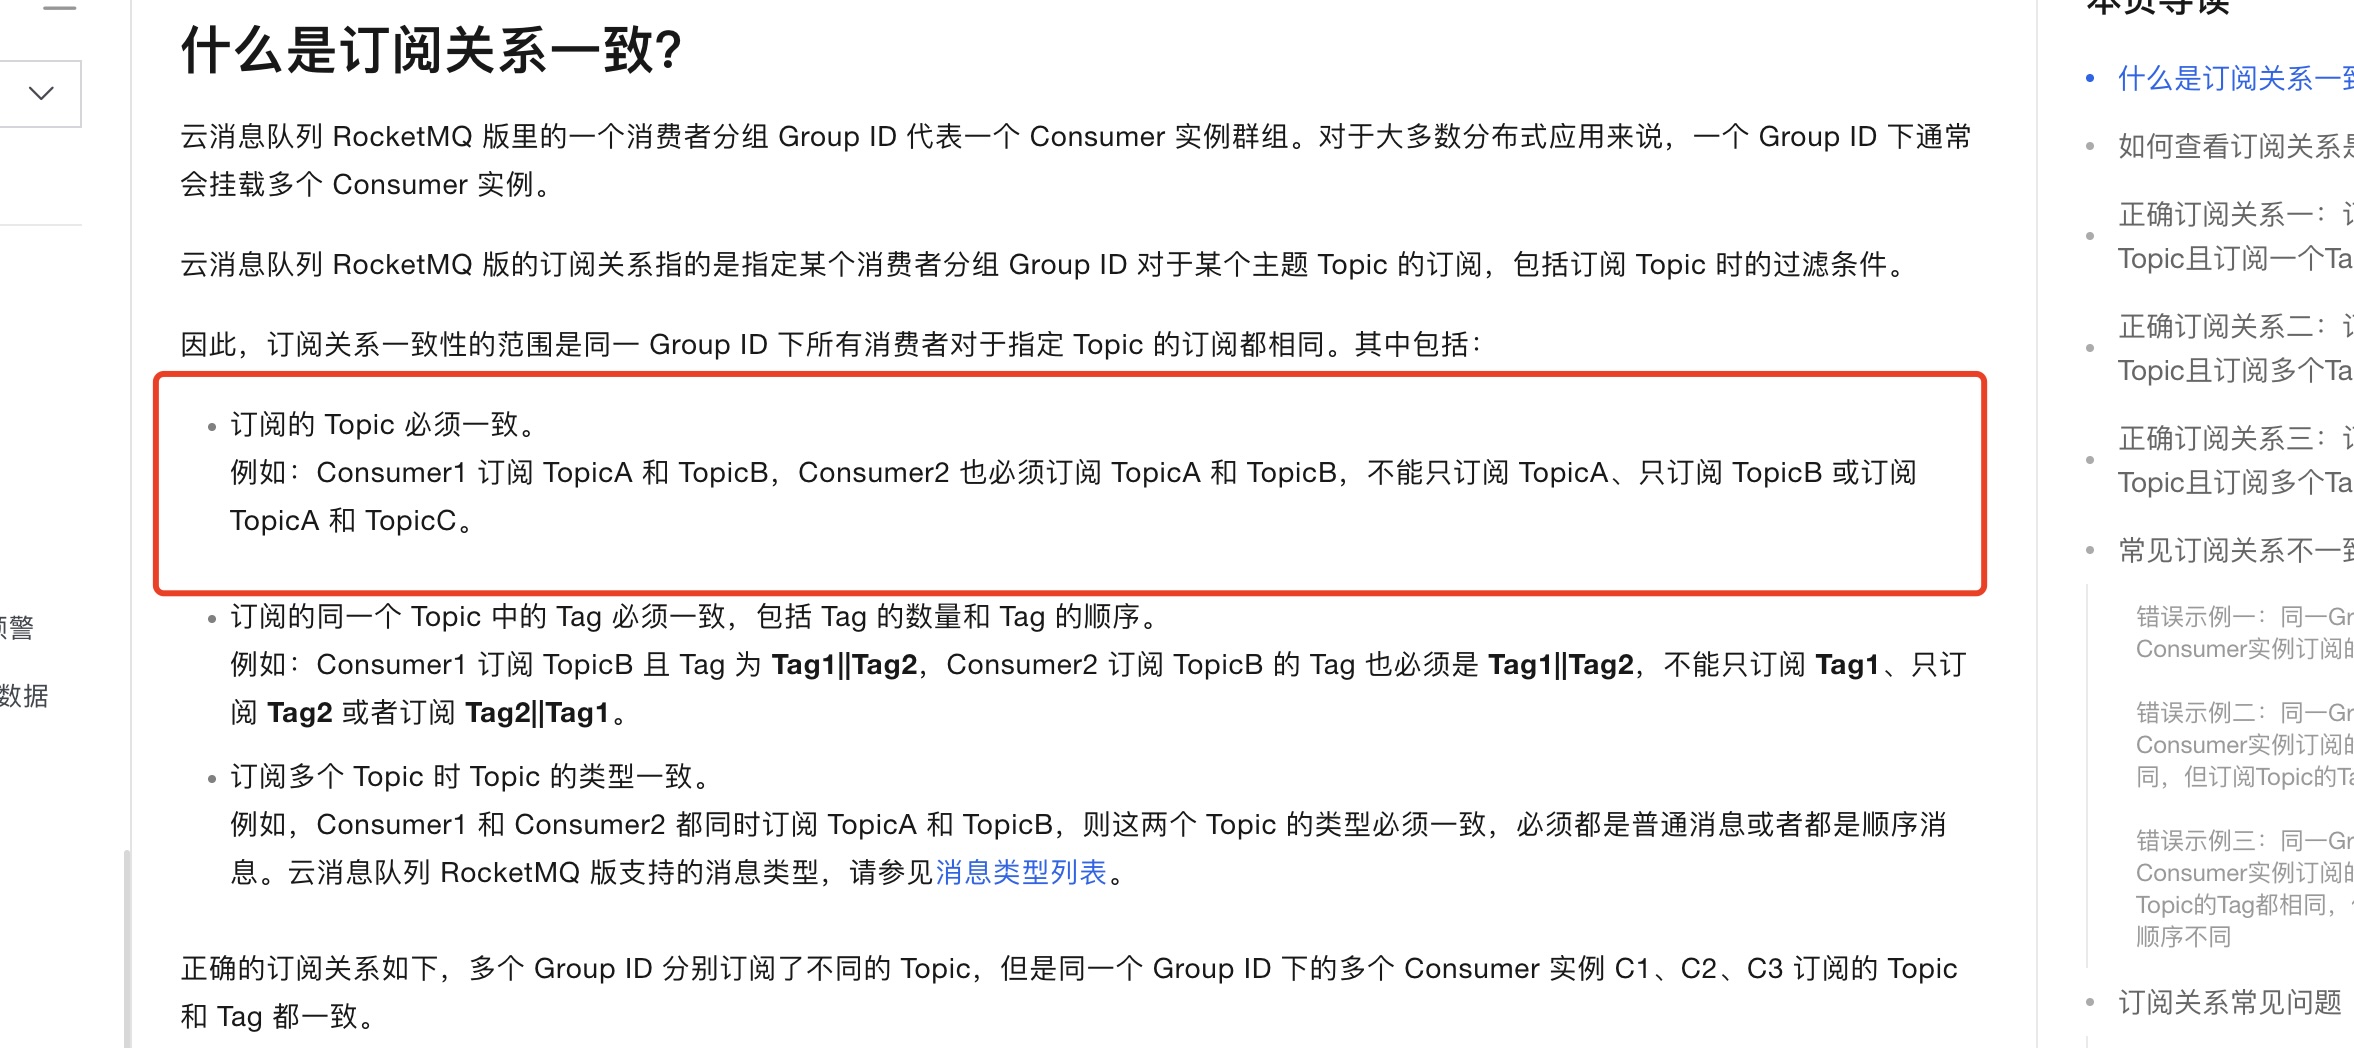 什么是订阅关系一致?
云消息队列 RocketMQ 版里的一个消费者分组 Group ID 代表一个 Consumer 实例群组。对于大多数分布式应用来说，一个 Group ID 下通常
会挂载多个 Consumer 实例。
云消息队列 RocketMQ 版的订阅关系指的是指定某个消费者分组 Group ID 对于某个主题 Topic 的订阅，包括订阅 Topic 时的过滤条件。
因此，订阅关系一致性的范围是同一 Group ID 下所有消费者对于指定 Topic 的订阅都相同。其中包括：
订阅的 Topic 必须一致。
例如：Consumer1 订阅 TopicA 和 TopicB，Consumer2 也必须订阅 TopicA 和 TopicB，不能只订阅 TopicA、只订阅 TopicB 或订阅
TopicA 和 TopicC。
订阅的同一个 Topic 中的 Tag 必须一致，包括 Tag 的数量和 Tag 的顺序。
例如：Consumer1 订阅 TopicB 且 Tag 为 Tag1||Tag2，Consumer2 订阅 TopicB 的 Tag 也必须是 Tag1||Tag2，不能只订阅 Tag1、只订
阅 Tag2 或者订阅 Tag2||Tag1。
订阅多个 Topic 时 Topic 的类型一致。
例如，Consumer1 和 Consumer2 都同时订阅 TopicA 和 TopicB，则这两个 Topic 的类型必须一致，必须都是普通消息或者都是顺序消
息。云消息队列 RocketMQ 版支持的消息类型，请参见消息类型列表。
正确的订阅关系如下，多个 Group ID 分别订阅了不同的 Topic，但是同一个 Group ID 下的多个 Consumer 实例 C1、C2、C3 订阅的 Topic
和 Tag 都一致。
警
数据
本页导读
什么是订阅关系一致
如何查看订阅关系是
正确订阅关系一：订
Topic且订阅一个Ta
正确订阅关系二：订
Topic且订阅多个Ta
正确订阅关系三：订
Topic且订阅多个Ta
常见订阅关系不一致
错误示例一：同一Gr
Consumer实例订阅的
错误示例二：同一Gr
Consumer实例订阅的
同，但订阅Topic的Ta
错误示例三：同一Gr
Consumer实例订阅的
Topic的Tag都相同，
顺序不同
订阅关系常见问题